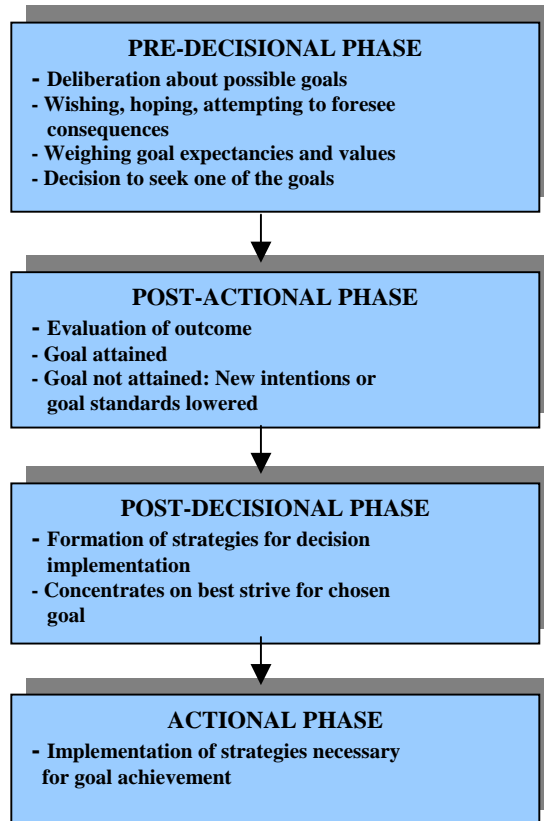 PRE-DECISIONAL PHASE
- Deliberation about possible goals
- Wishing, hoping, attempting to foresee
consequences
- Weighing goal expectancies and values
- Decision to seek one of the goals
POST-ACTIONAL PHASE
- Evaluation of outcome
- Goal attained
- Goal not attained: New intentions or
goal standards lowered
POST-DECISIONAL PHASE
- Formation of strategies for decision
implementation
- Concentrates on best strive for chosen
goal
ACTIONAL PHASE
- Implementation of strategies necessary
for goal achievement